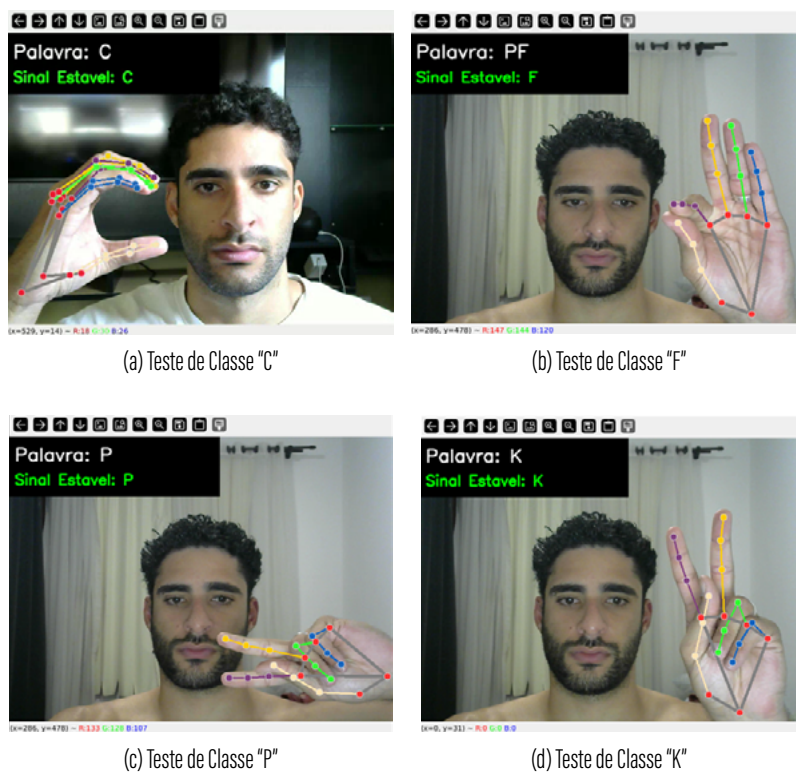 Palavra: C
Sinal Estavel: C
(x=529, y=14) ~ R:18 G:30 B:26
(a) Teste de Classe "C"
Palavra: PF
Sinal Estavel: F
(x=286, y=478) ~ R:147 G:144 B:120
(b) Teste de Classe "F"
Palavra: P
Sinal Estavel: P
(x=286, y=478) ~ R:133 G:128 B:107
(c) Teste de Classe "P"
Palavra: K
Sinal Estavel: K
(x=0, y=31) ~ R:0 G:0 B:0
(d) Teste de Classe "K"